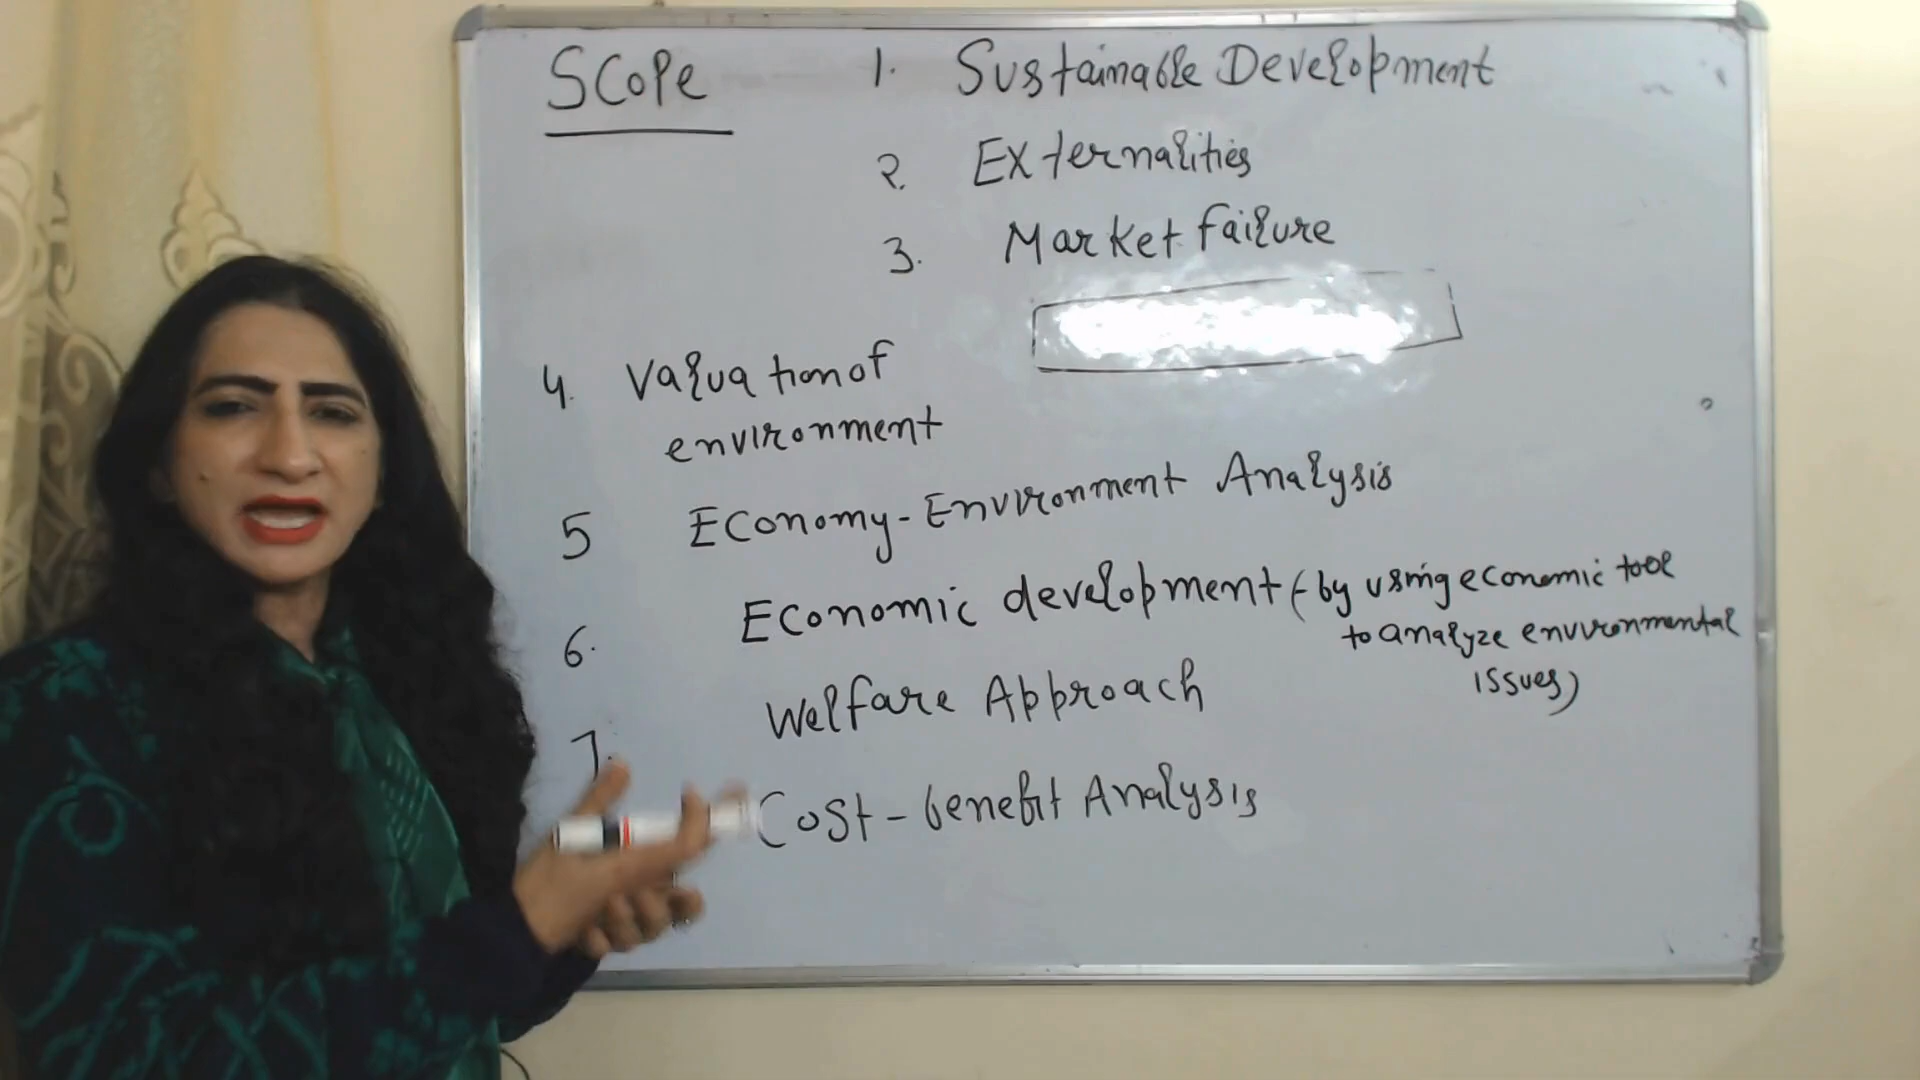 Scope
1. Sustainable Development
2. Externalities
3. Market failure
4. Valuation of
environment
5 Economy-Environment Analysis
6. Economic development (by using economic tool
to analyze environmental
issues)
7. Welfare Approach
Cost-benefit Analysis